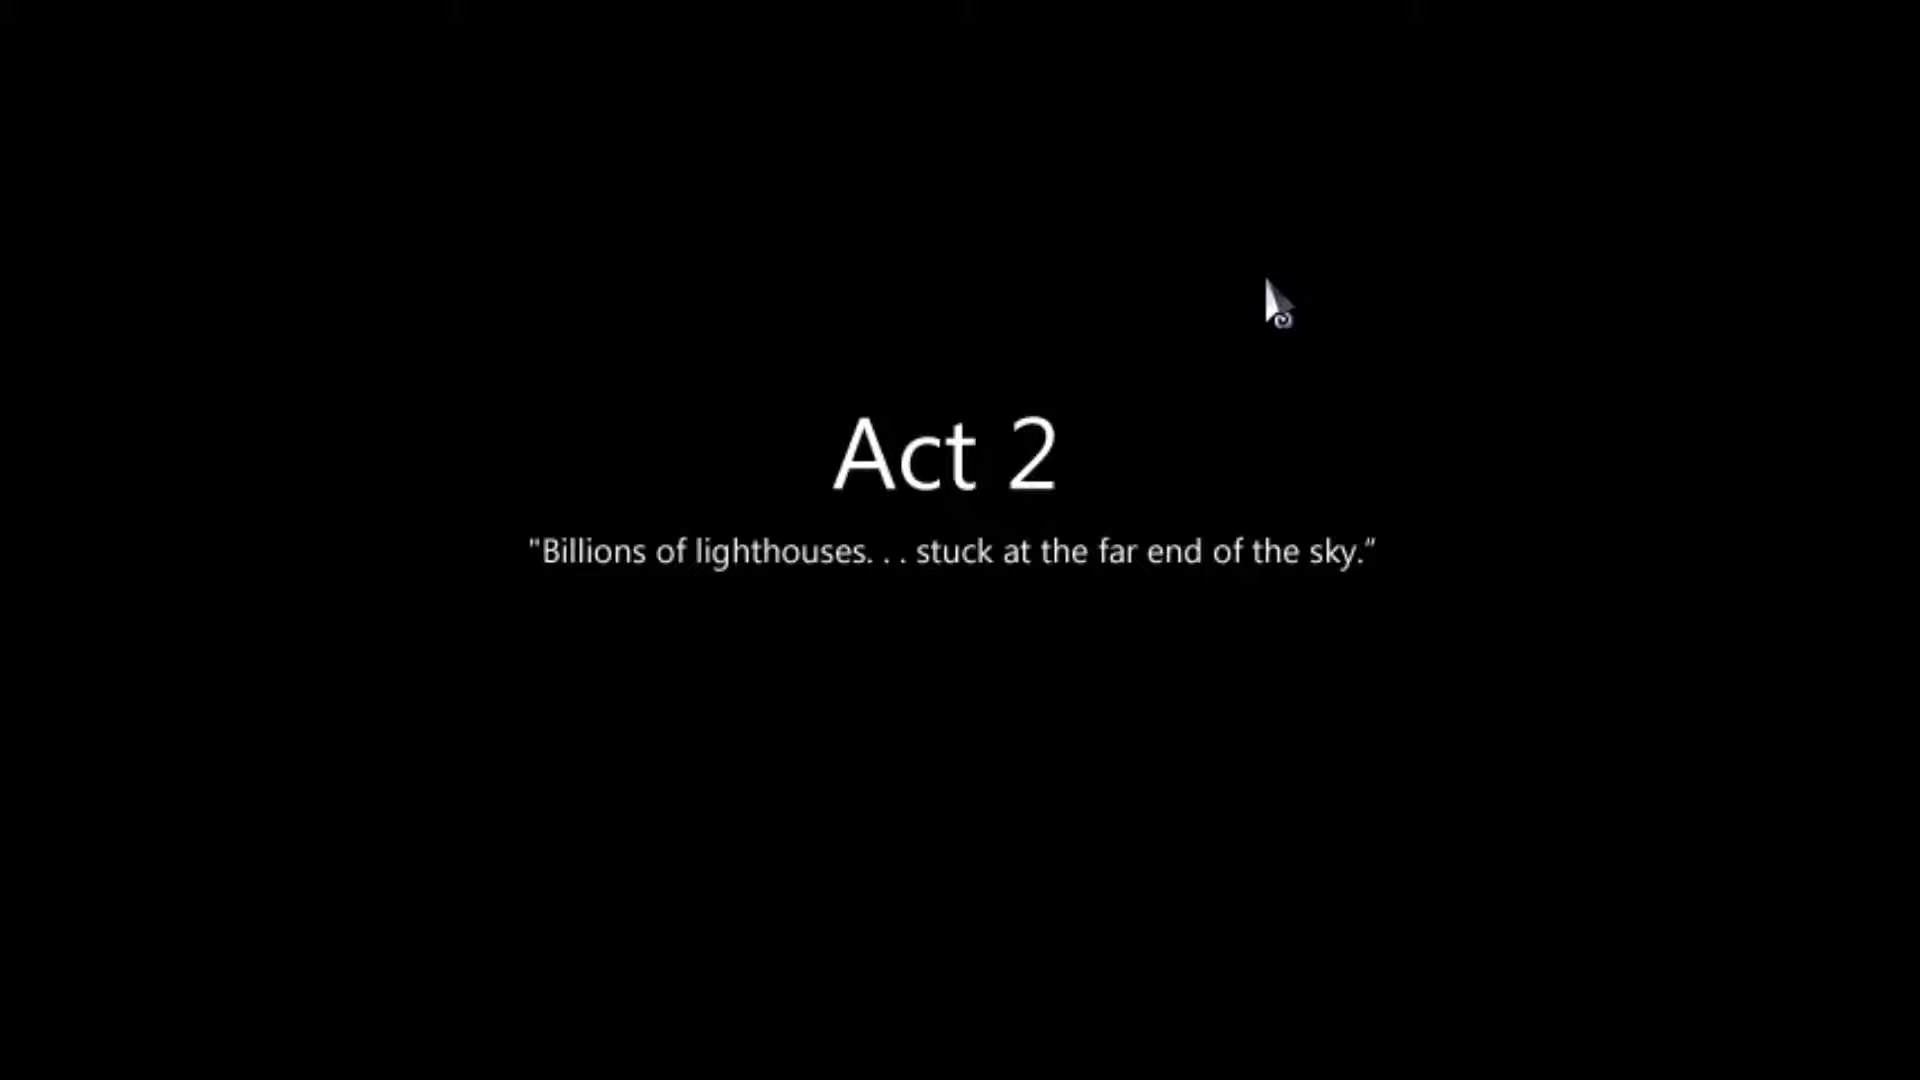 Act 2
"Billions of lighthouses. . . stuck at the far end of the sky.”